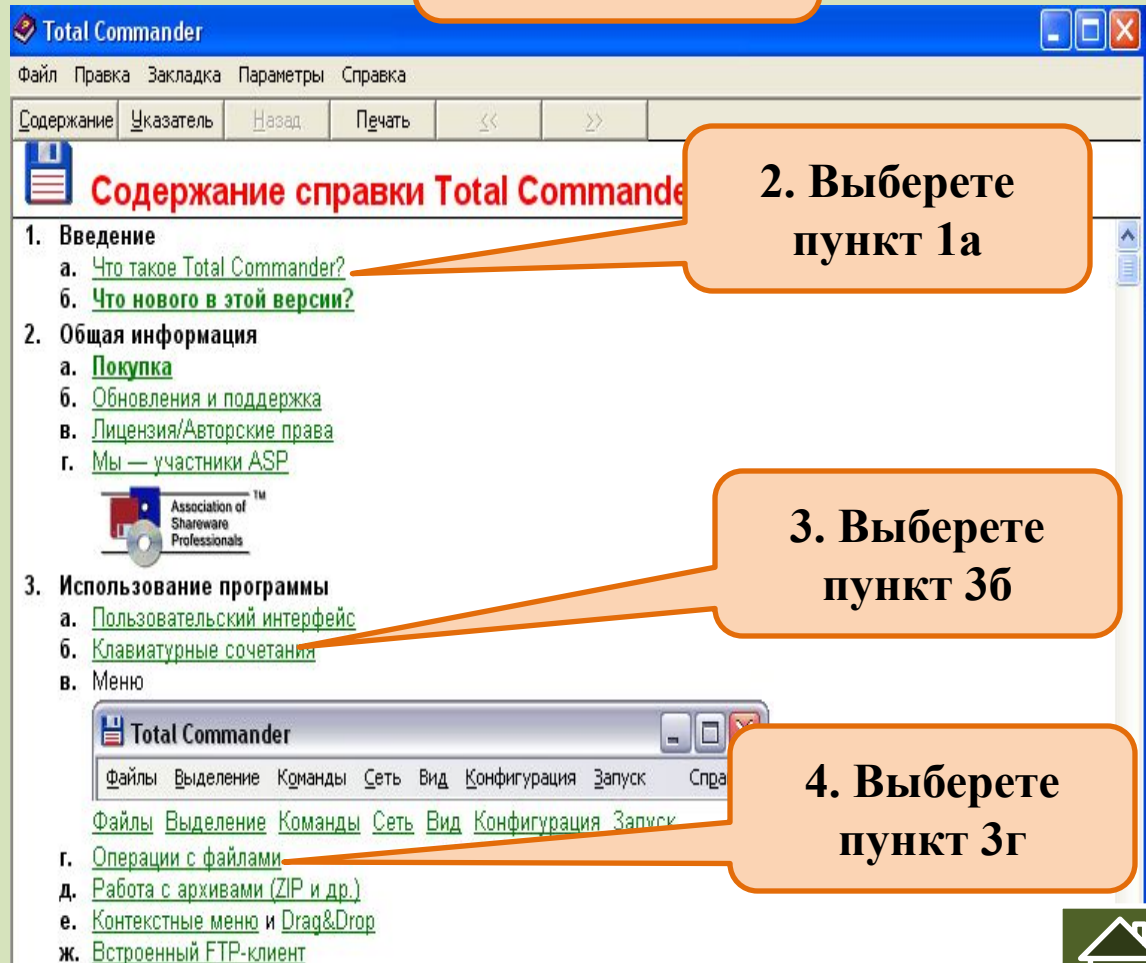 Total Commander
Файл Правка Закладка Параметры Справка
Содержание Указатель Назад Печать << >>
Содержание справки Total Commande
2. Выберете
пункт 1а
1. Введение
а. Что такое Total Commander?
б. Что нового в этой версии?
2. Общая информация
а. Покупка
б. Обновления и поддержка
в. Лицензия/Авторские права
г. Мы — участники ASP
Association of TM
Shareware
Professionals
3. Выберете
пункт 3б
3. Использование программы
а. Пользовательский интерфейс
б. Клавиатурные сочетания
в. Меню
Total Commander
Файлы Выделение Команды Сеть Вид Конфигурация Запуск Спра
Файлы Выделение Команды Сеть Вид Конфигурация Запуск
4. Выберете
пункт 3г
г. Операции с файлами
д. Работа с архивами (ZIP и др.)
е. Контекстные меню и Drag&Drop
ж. Встроенный FTP-клиент